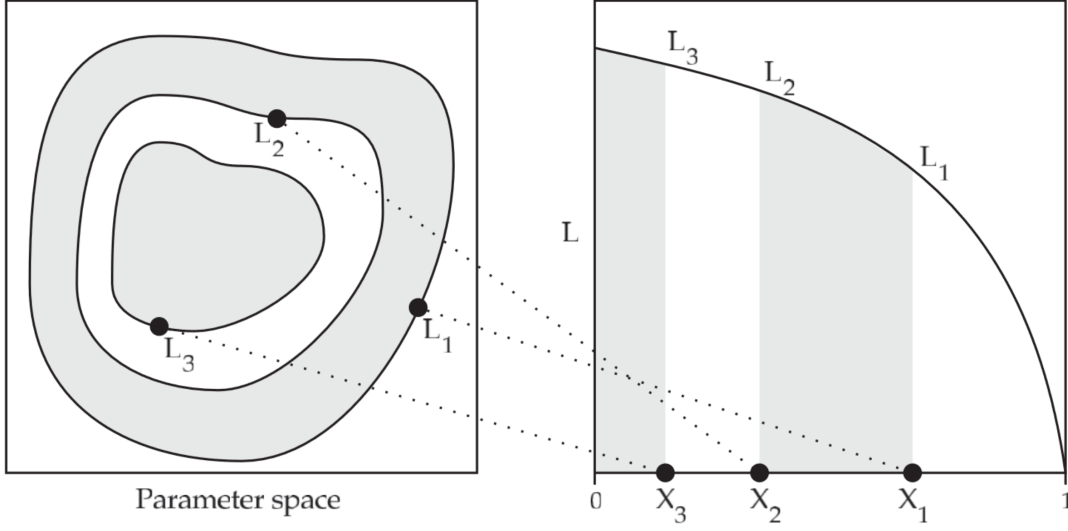 L₂
L₁
L₃
Parameter space
L₃
L₂
L₁
L
0
X₃
X₂
X₁
1